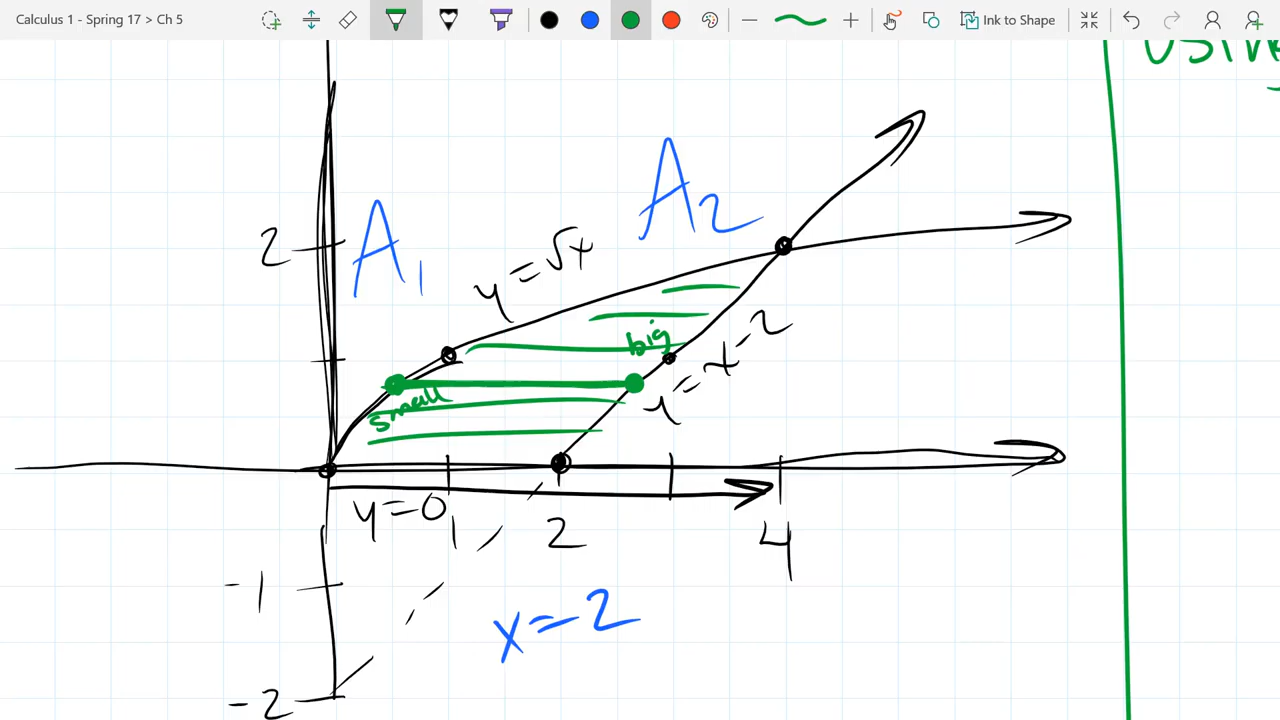 Calculus 1 - Spring 17 > Ch 5
Ink to Shape
A₁
A₂
2
y = √x
big
y = x - 2
small
y = 0
1
2
4
-1
x = 2
-2